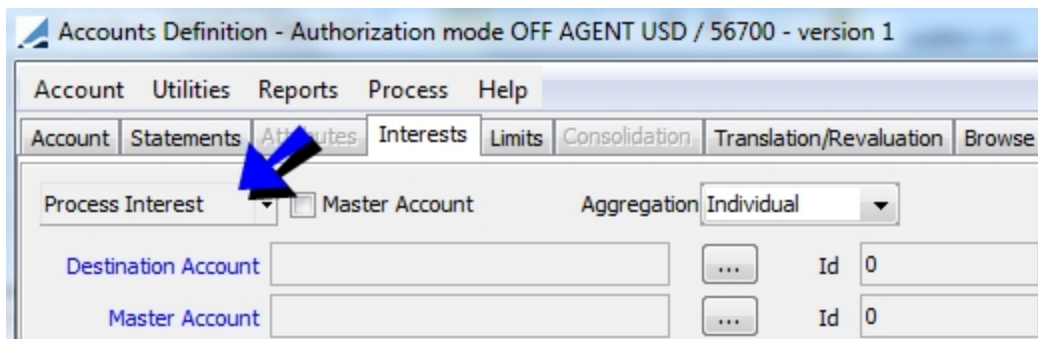 Accounts Definition - Authorization mode OFF AGENT USD / 56700 - version 1
Account Utilities Reports Process Help
Account Statements Attributes Interests Limits Consolidation Translation/Revaluation Browse
Process Interest Master Account Aggregation Individual
Destination Account ... Id 0
Master Account ... Id 0